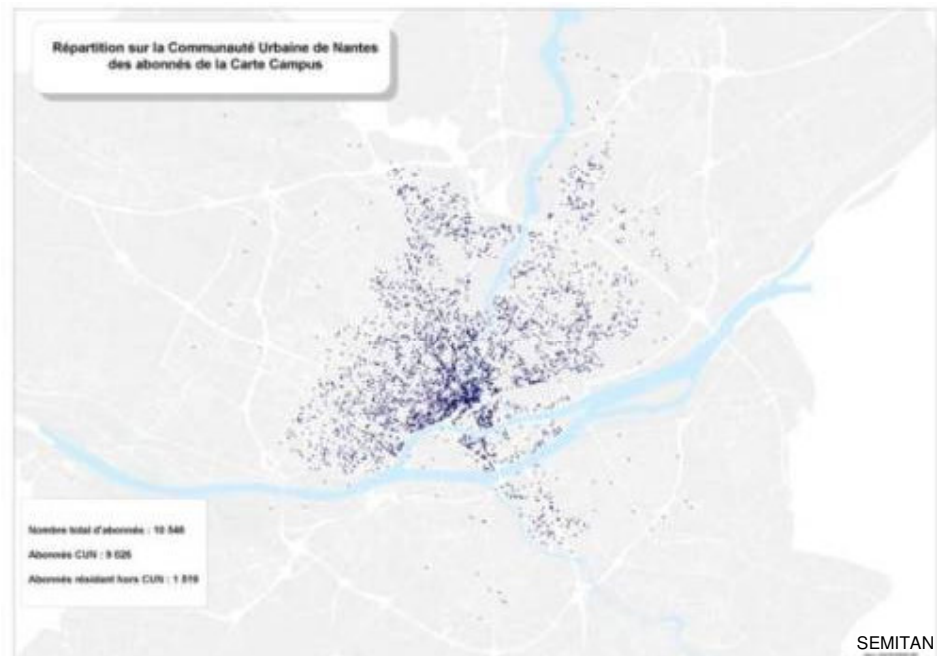 Répartition sur la Communauté Urbaine de Nantes
des abonnés de la Carte Campus
Nombre total d'abonnés : 10 546
Abonnés CUN : 9 026
Abonnés résidant hors CUN : 1 519
SEMITAN